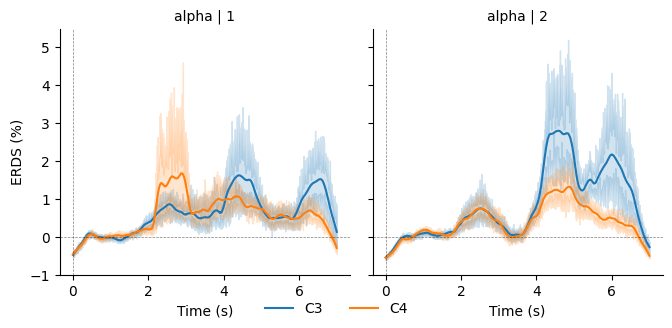 alpha | 1
alpha | 2
ERDS (%)
5
4
3
2
1
0
−1
0 2 4 6
0 2 4 6
Time (s)
Time (s)
C3 C4